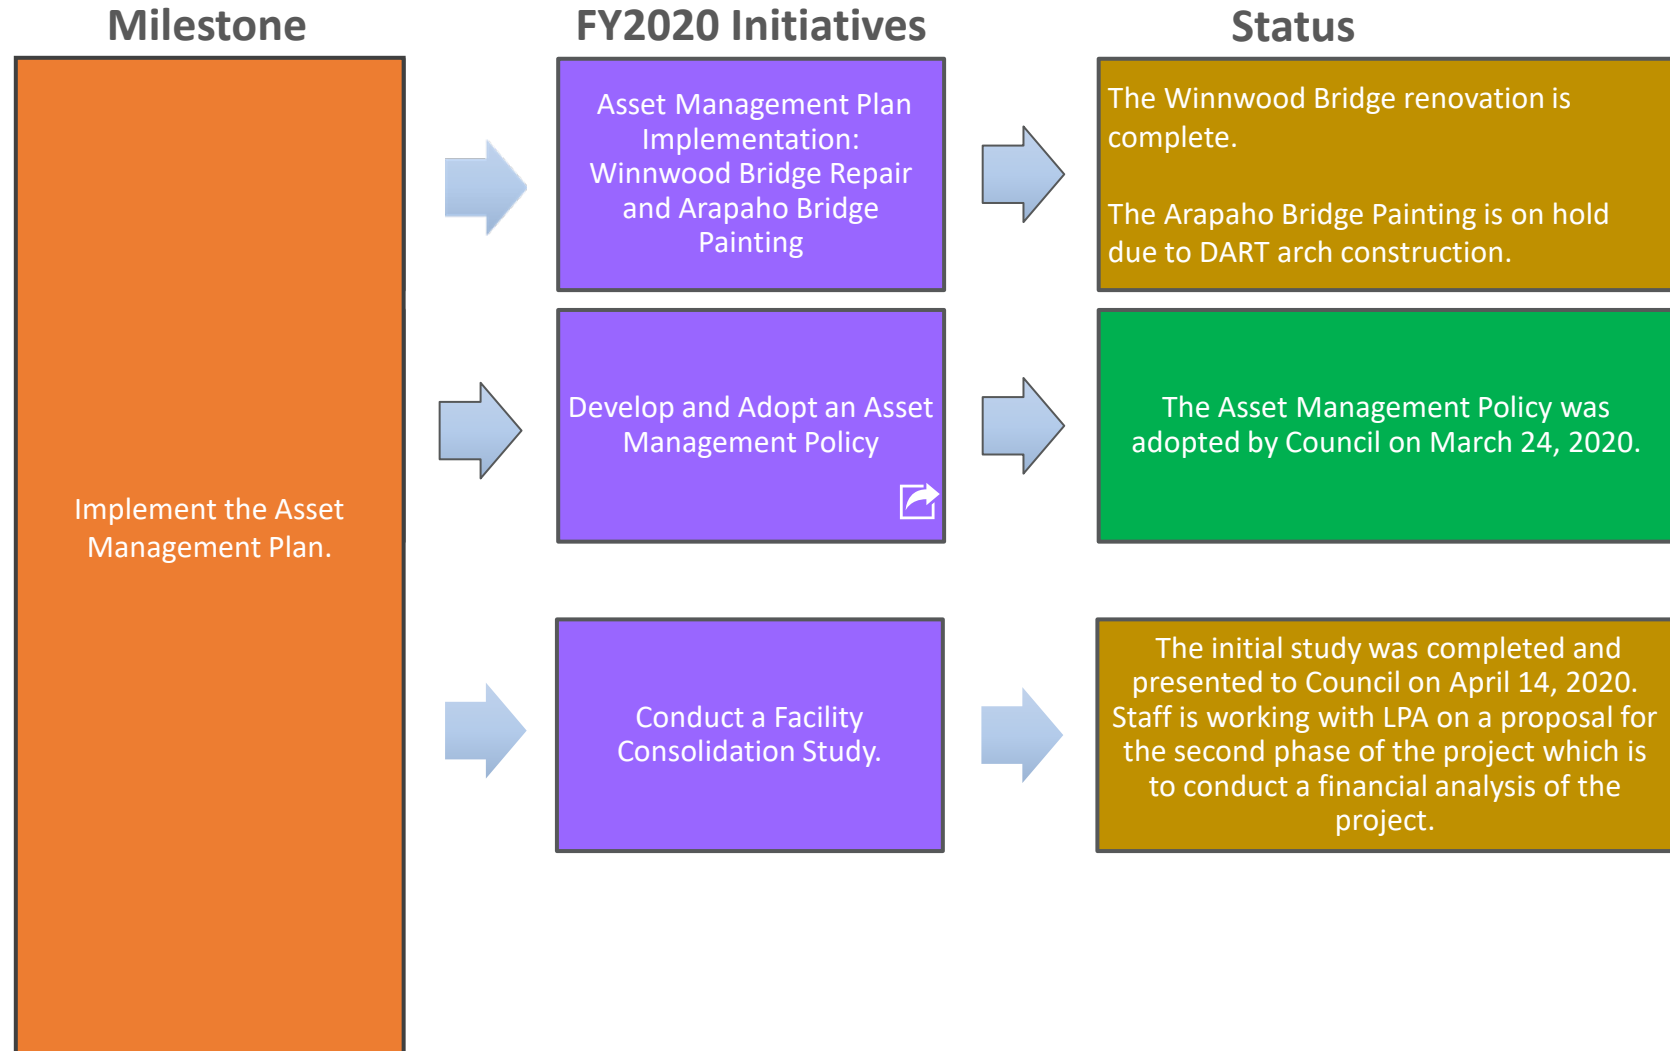 Milestone
FY2020 Initiatives
Status
Implement the Asset
Management Plan.
Asset Management Plan
Implementation:
Winnwood Bridge Repair
and Arapaho Bridge
Painting
The Winnwood Bridge renovation is
complete.
The Arapaho Bridge Painting is on hold
due to DART arch construction.
Develop and Adopt an Asset
Management Policy
The Asset Management Policy was
adopted by Council on March 24, 2020.
Conduct a Facility
Consolidation Study.
The initial study was completed and
presented to Council on April 14, 2020.
Staff is working with LPA on a proposal for
the second phase of the project which is
to conduct a financial analysis of the
project.